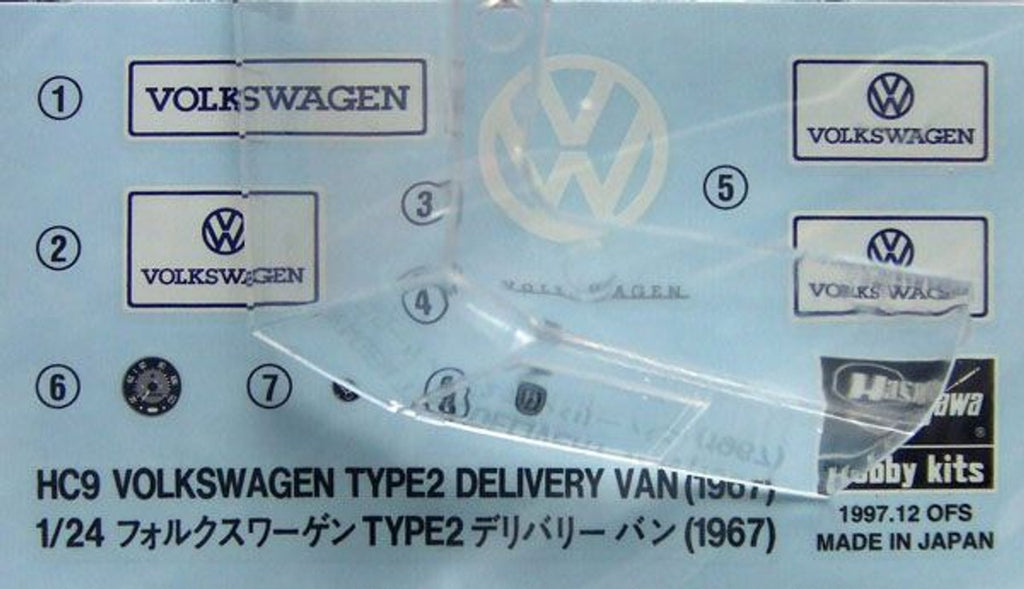 ① VOLKSWAGEN
VOLKSWAGEN
⑤
③
② VOLKSWAGEN
④ VOLKSWAGEN
VOLKSWAGEN
⑥ ⑦ ⑧
Hasegawa
hobby kits
HC9 VOLKSWAGEN TYPE2 DELIVERY VAN (1967)
1/24 フォルクスワーゲン TYPE2 デリバリー バン (1967)
1997.12 OFS
MADE IN JAPAN